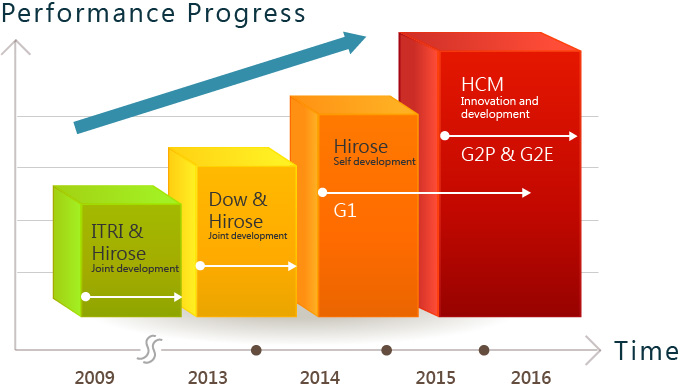 Performance Progress
HCM
Innovation and
development
G2P & G2E
Hirose
Self development
G1
Dow &
Hirose
Joint development
ITRI &
Hirose
Joint development
Time
2009
2013
2014
2015
2016